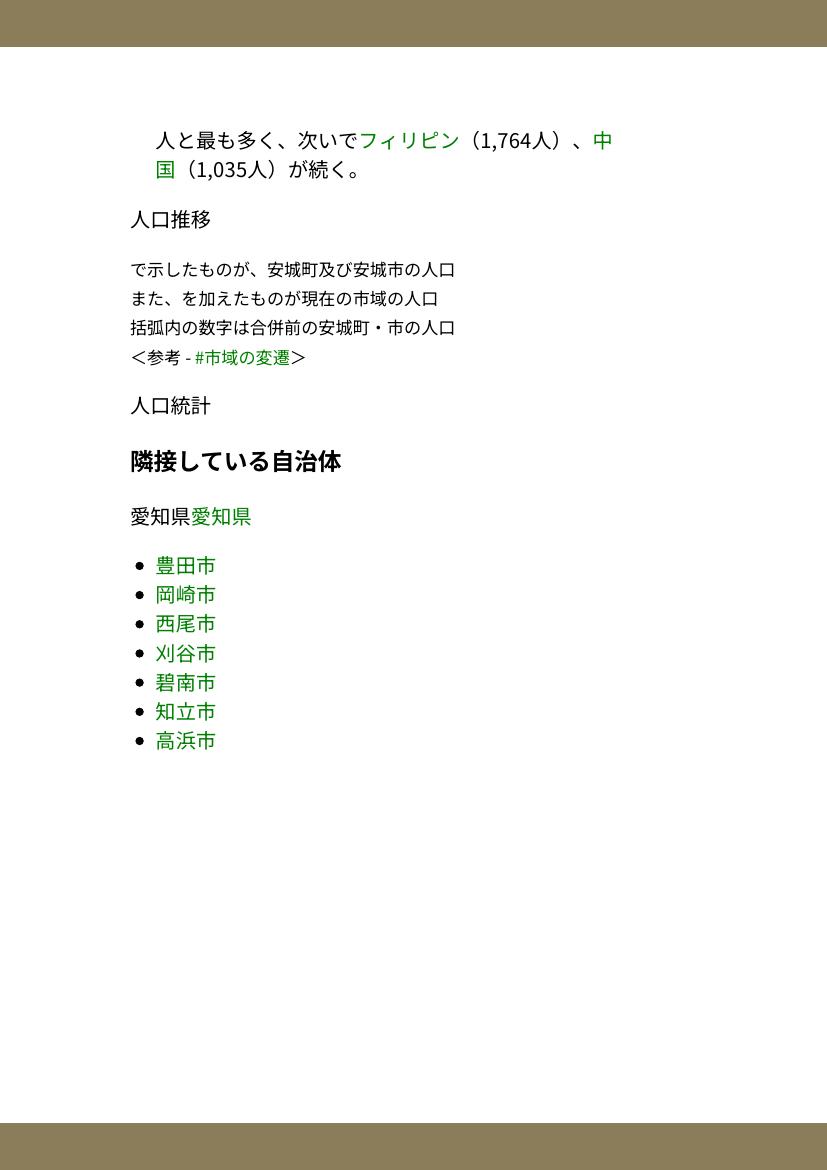 人と最も多く、次いでフィリピン（1,764人）、中
国（1,035人）が続く。
人口推移
で示したものが、安城町及び安城市の人口
また、を加えたものが現在の市域の人口
括弧内の数字は合併前の安城町・市の人口
＜参考 - #市域の変遷＞
人口統計
隣接している自治体
愛知県愛知県
• 豊田市
• 岡崎市
• 西尾市
• 刈谷市
• 碧南市
• 知立市
• 高浜市